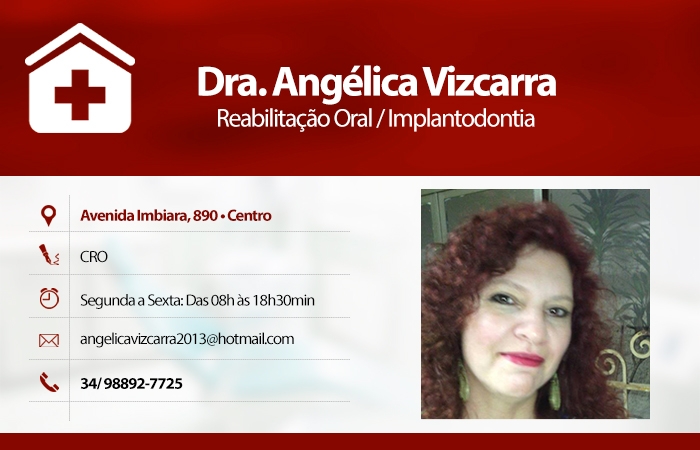 Dra. Angélica Vizcarra
Reabilitação Oral / Implantodontia
Avenida Imbiara, 890 • Centro
CRO
Segunda a Sexta: Das 08h às 18h30min
angelicavizcarra2013@hotmail.com
34/ 98892-7725